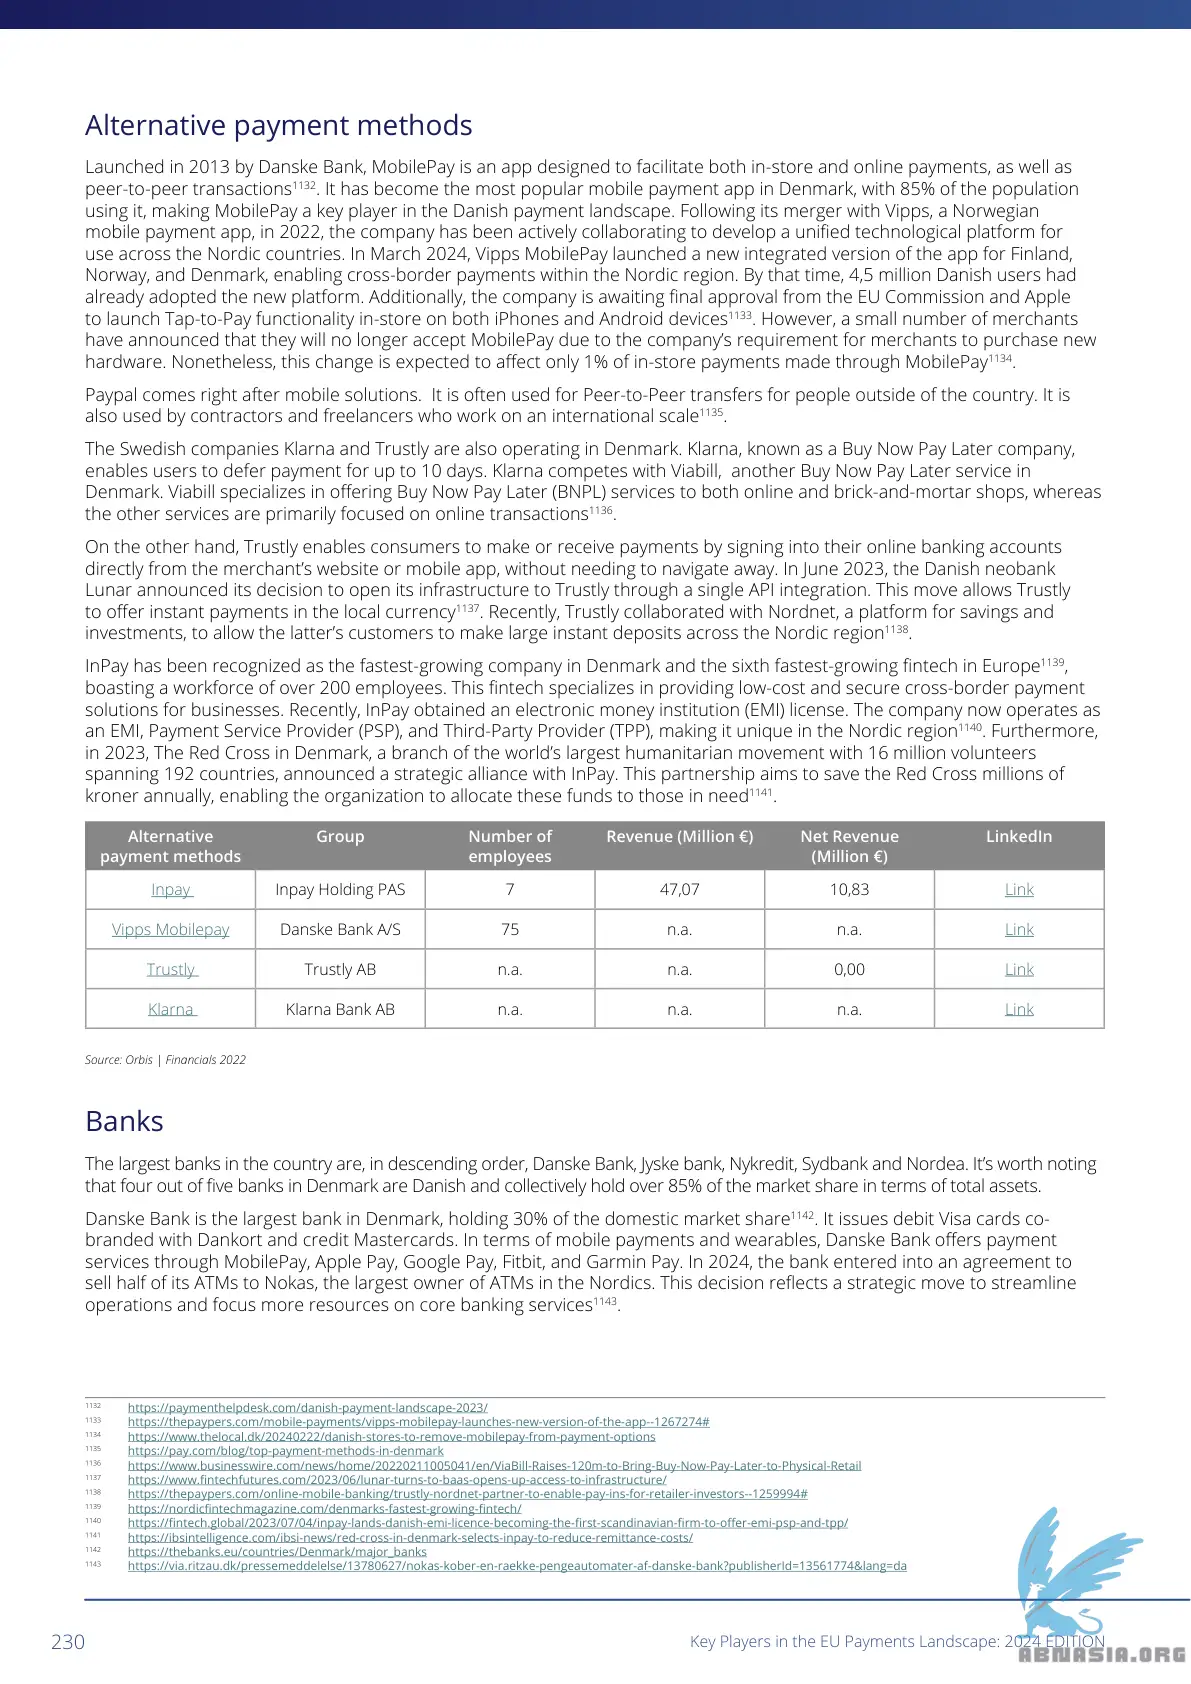 Alternative payment methods
Launched in 2013 by Danske Bank, MobilePay is an app designed to facilitate both in-store and online payments, as well as
peer-to-peer transactions1132. It has become the most popular mobile payment app in Denmark, with 85% of the population
using it, making MobilePay a key player in the Danish payment landscape. Following its merger with Vipps, a Norwegian
mobile payment app, in 2022, the company has been actively collaborating to develop a unified technological platform for
use across the Nordic countries. In March 2024, Vipps MobilePay launched a new integrated version of the app for Finland,
Norway, and Denmark, enabling cross-border payments within the Nordic region. By that time, 4,5 million Danish users had
already adopted the new platform. Additionally, the company is awaiting final approval from the EU Commission and Apple
to launch Tap-to-Pay functionality in-store on both iPhones and Android devices1133. However, a small number of merchants
have announced that they will no longer accept MobilePay due to the company’s requirement for merchants to purchase new
hardware. Nonetheless, this change is expected to affect only 1% of in-store payments made through MobilePay1134.
Paypal comes right after mobile solutions.  It is often used for Peer-to-Peer transfers for people outside of the country. It is
also used by contractors and freelancers who work on an international scale1135.
The Swedish companies Klarna and Trustly are also operating in Denmark. Klarna, known as a Buy Now Pay Later company,
enables users to defer payment for up to 10 days. Klarna competes with Viabill,  another Buy Now Pay Later service in
Denmark. Viabill specializes in offering Buy Now Pay Later (BNPL) services to both online and brick-and-mortar shops, whereas
the other services are primarily focused on online transactions1136.
On the other hand, Trustly enables consumers to make or receive payments by signing into their online banking accounts
directly from the merchant’s website or mobile app, without needing to navigate away. In June 2023, the Danish neobank
Lunar announced its decision to open its infrastructure to Trustly through a single API integration. This move allows Trustly
to offer instant payments in the local currency1137. Recently, Trustly collaborated with Nordnet, a platform for savings and
investments, to allow the latter’s customers to make large instant deposits across the Nordic region1138.
InPay has been recognized as the fastest-growing company in Denmark and the sixth fastest-growing fintech in Europe1139,
boasting a workforce of over 200 employees. This fintech specializes in providing low-cost and secure cross-border payment
solutions for businesses. Recently, InPay obtained an electronic money institution (EMI) license. The company now operates as
an EMI, Payment Service Provider (PSP), and Third-Party Provider (TPP), making it unique in the Nordic region1140. Furthermore,
in 2023, The Red Cross in Denmark, a branch of the world’s largest humanitarian movement with 16 million volunteers
spanning 192 countries, announced a strategic alliance with InPay. This partnership aims to save the Red Cross millions of
kroner annually, enabling the organization to allocate these funds to those in need1141.
Alternative payment methods Group Number of employees Revenue (Million €) Net Revenue (Million €) LinkedIn
Inpay Inpay Holding PAS 7 47,07 10,83 Link
Vipps Mobilepay Danske Bank A/S 75 n.a. n.a. Link
Trustly Trustly AB n.a. n.a. 0,00 Link
Klarna Klarna Bank AB n.a. n.a. n.a. Link
Source: Orbis | Financials 2022
Banks
The largest banks in the country are, in descending order, Danske Bank, Jyske bank, Nykredit, Sydbank and Nordea. It’s worth noting
that four out of five banks in Denmark are Danish and collectively hold over 85% of the market share in terms of total assets.
Danske Bank is the largest bank in Denmark, holding 30% of the domestic market share1142. It issues debit Visa cards co-
branded with Dankort and credit Mastercards. In terms of mobile payments and wearables, Danske Bank offers payment
services through MobilePay, Apple Pay, Google Pay, Fitbit, and Garmin Pay. In 2024, the bank entered into an agreement to
sell half of its ATMs to Nokas, the largest owner of ATMs in the Nordics. This decision reflects a strategic move to streamline
operations and focus more resources on core banking services1143.
1132 https://paymenthelpdesk.com/danish-payment-landscape-2023/
1133 https://thepaypers.com/mobile-payments/vipps-mobilepay-launches-new-version-of-the-app--1267274#
1134 https://www.thelocal.dk/20240222/danish-stores-to-remove-mobilepay-from-payment-options
1135 https://pay.com/blog/top-payment-methods-in-denmark
1136 https://www.businesswire.com/news/home/20220211005041/en/ViaBill-Raises-120m-to-Bring-Buy-Now-Pay-Later-to-Physical-Retail
1137 https://www.fintechfutures.com/2023/06/lunar-turns-to-baas-opens-up-access-to-infrastructure/
1138 https://thepaypers.com/online-mobile-banking/trustly-nordnet-partner-to-enable-pay-ins-for-retailer-investors--1259994#
1139 https://nordicfintechmagazine.com/denmarks-fastest-growing-fintech/
1140 https://fintech.global/2023/07/04/inpay-lands-danish-emi-licence-becoming-the-first-scandinavian-firm-to-offer-emi-psp-and-tpp/
1141 https://ibsintelligence.com/ibsi-news/red-cross-in-denmark-selects-inpay-to-reduce-remittance-costs/
1142 https://thebanks.eu/countries/Denmark/major_banks
1143 https://via.ritzau.dk/pressemeddelelse/13780627/nokas-kober-en-raekke-pengeautomater-af-danske-bank?publisherId=13561774&lang=da
230
Key Players in the EU Payments Landscape: 2024 EDITION
ABNASIA.ORG